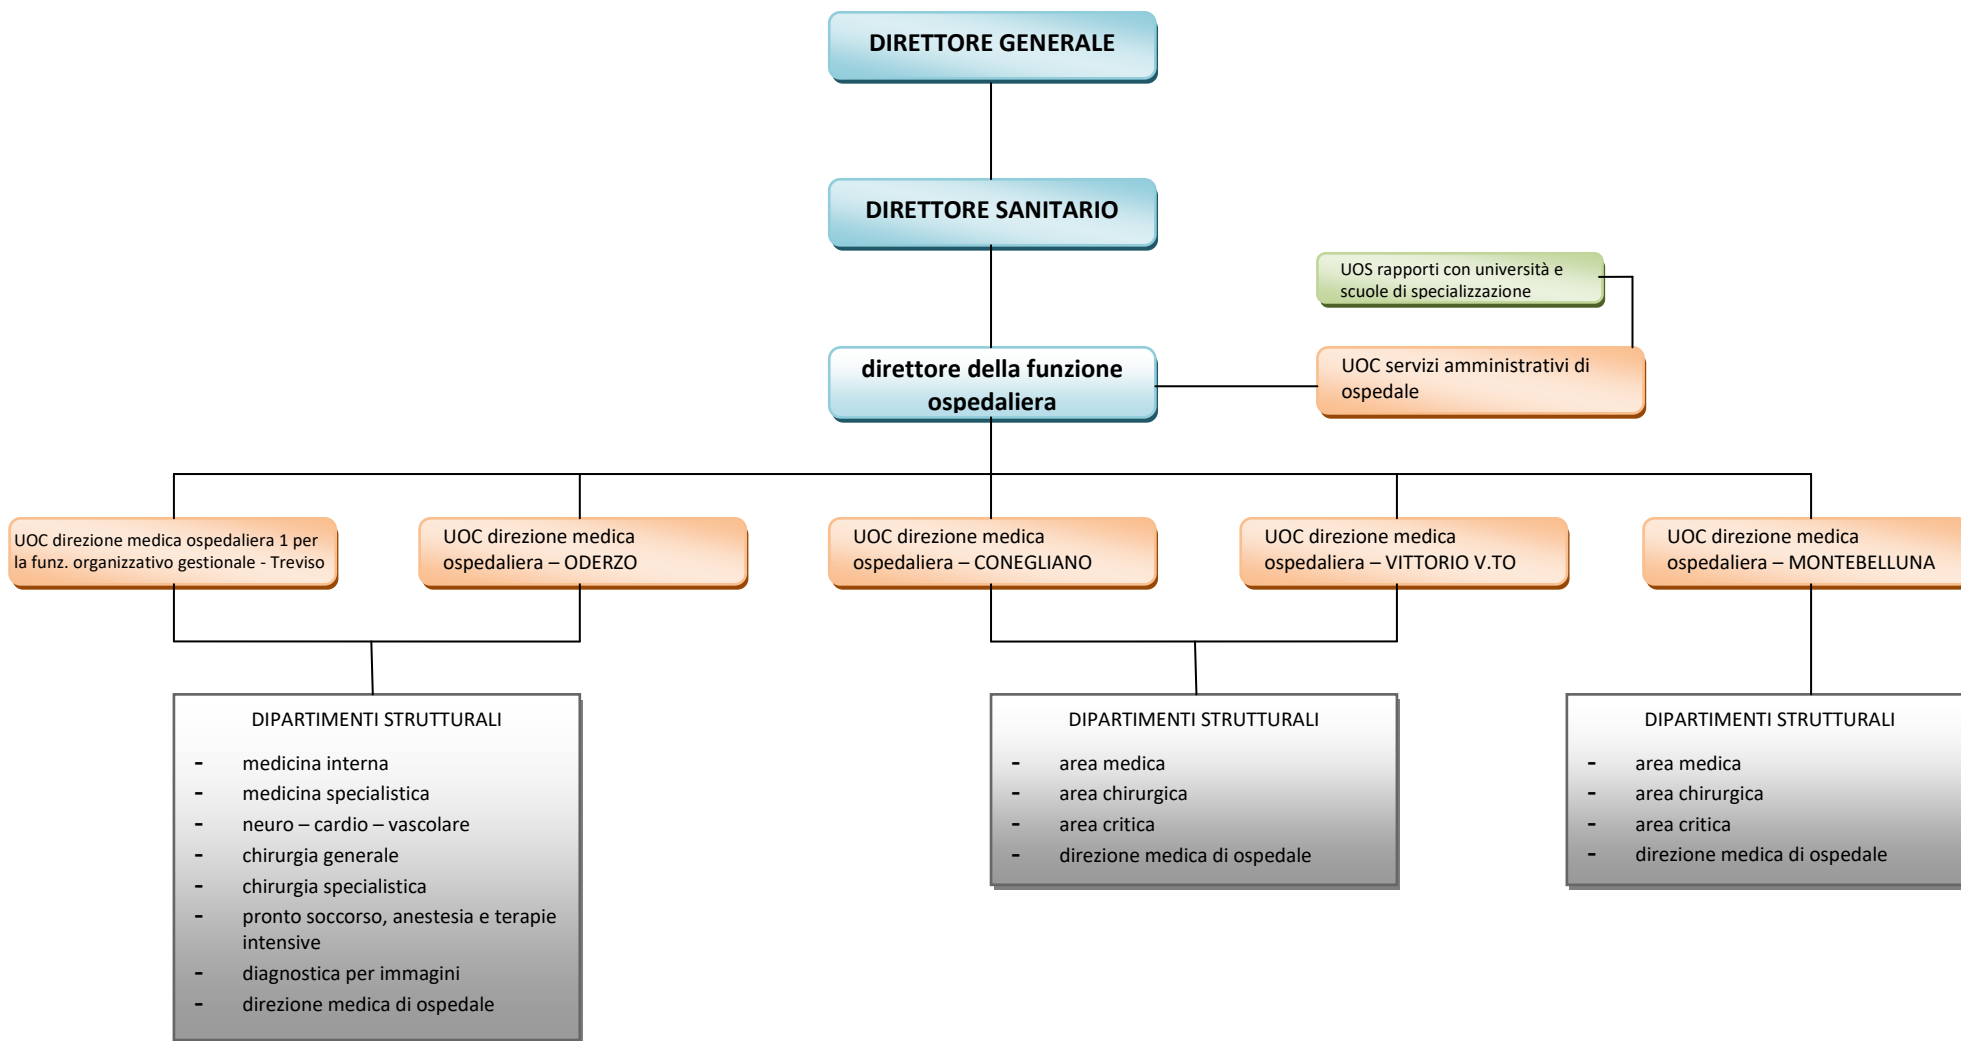 DIRETTORE GENERALE
DIRETTORE SANITARIO
UOS rapporti con università e
scuole di specializzazione
direttore della funzione
ospedaliera
UOC servizi amministrativi di
ospedale
UOC direzione medica ospedaliera 1 per
la funz. organizzativo gestionale - Treviso
UOC direzione medica
ospedaliera – ODERZO
UOC direzione medica
ospedaliera – CONEGLIANO
UOC direzione medica
ospedaliera – VITTORIO V.TO
UOC direzione medica
ospedaliera – MONTEBELLUNA
DIPARTIMENTI STRUTTURALI
- medicina interna
- medicina specialistica
- neuro – cardio – vascolare
- chirurgia generale
- chirurgia specialistica
- pronto soccorso, anestesia e terapie
intensive
- diagnostica per immagini
- direzione medica di ospedale
DIPARTIMENTI STRUTTURALI
- area medica
- area chirurgica
- area critica
- direzione medica di ospedale
DIPARTIMENTI STRUTTURALI
- area medica
- area chirurgica
- area critica
- direzione medica di ospedale